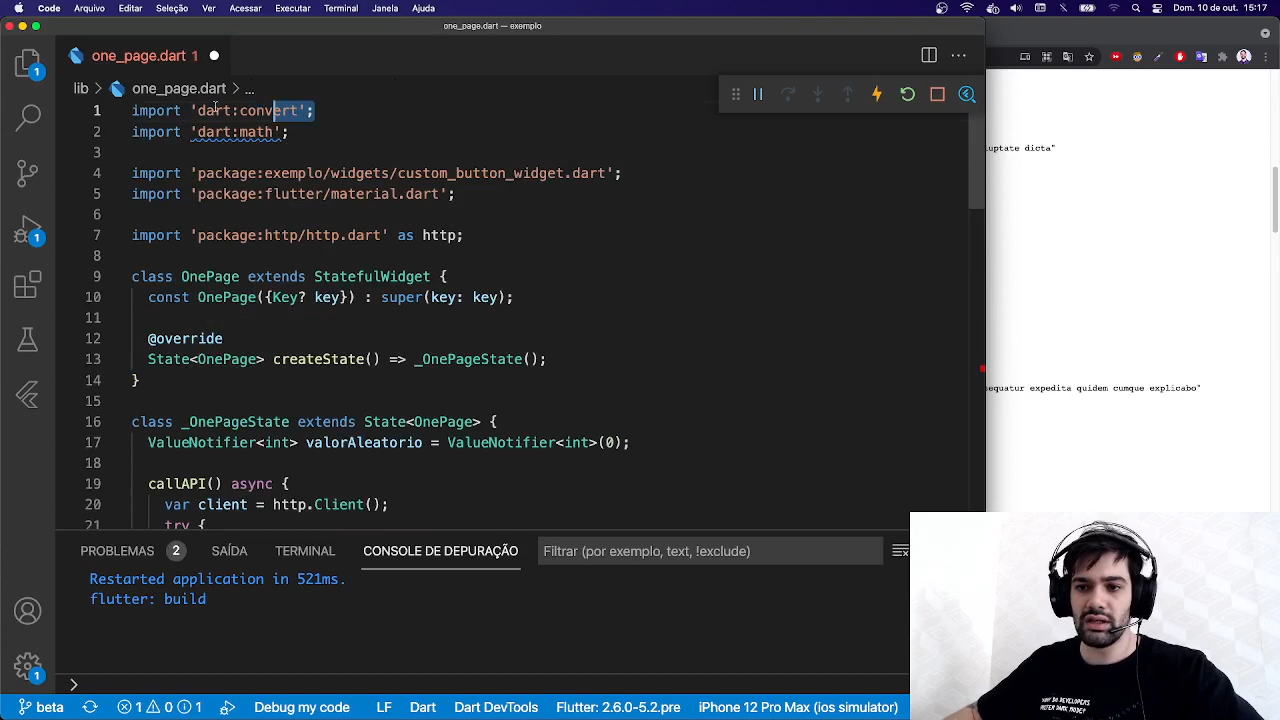 Code Arquivo Editar Seleção Ver Acessar Executar Terminal Janela Ajuda Dom. 10 de out. 15:17
one_page.dart — exemplo
one_page.dart 1
lib > one_page.dart > ...
1 import 'dart:convert';
2 import 'dart:math';
3
4 import 'package:exemplo/widgets/custom_button_widget.dart';
5 import 'package:flutter/material.dart';
6
7 import 'package:http/http.dart' as http;
8
9 class OnePage extends StatefulWidget {
10 const OnePage({Key? key}) : super(key: key);
11
12 @override
13 State<OnePage> createState() => _OnePageState();
14 }
15
16 class _OnePageState extends State<OnePage> {
17 ValueNotifier<int> valorAleatorio = ValueNotifier<int>(0);
18
19 callAPI() async {
20 var client = http.Client();
21 try {
uptate dicta"
sequatur expedita quidem cumque explicabo"
1
1
1
1
PROBLEMAS 2 SAÍDA TERMINAL CONSOLE DE DEPURAÇÃO Filtrar (por exemplo, text, !exclude)
Restarted application in 521ms.
flutter: build
>
beta 1 0 1 Debug my code LF Dart Dart DevTools Flutter: 2.6.0-5.2.pre iPhone 12 Pro Max (ios simulator)